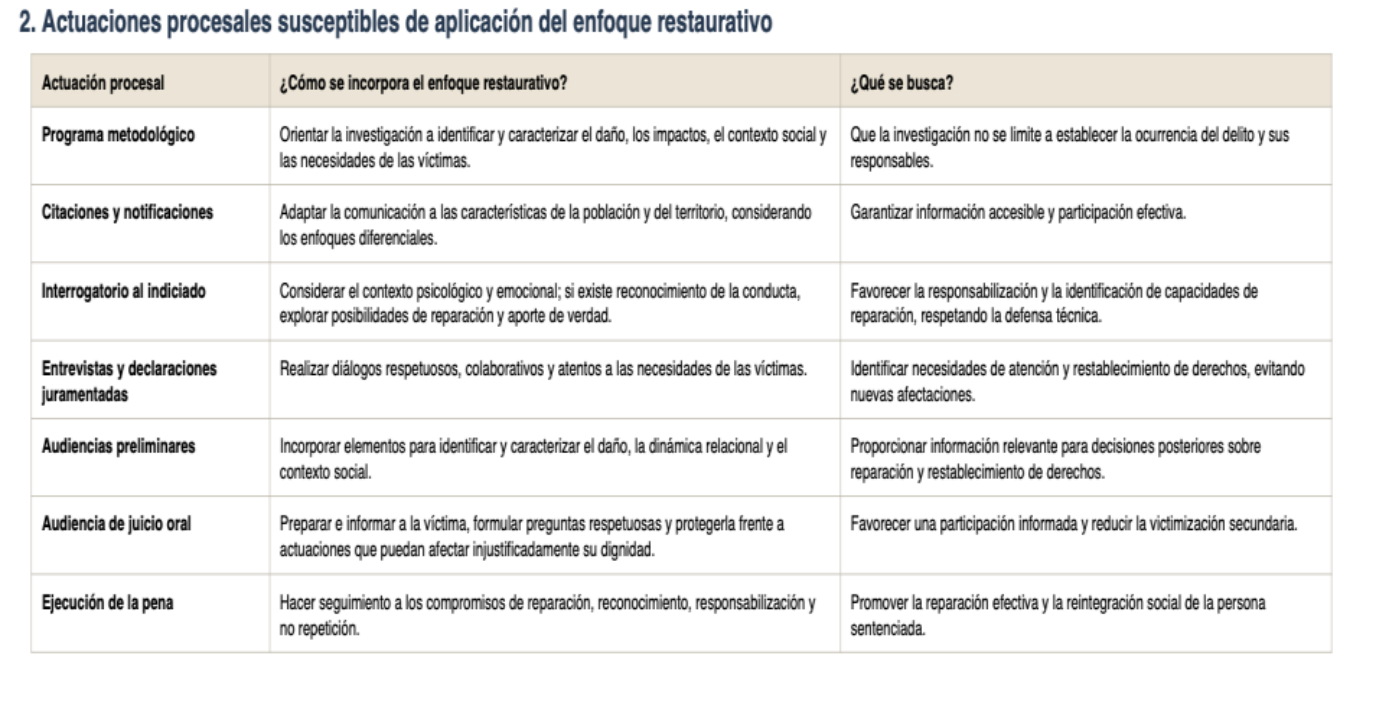 2. Actuaciones procesales susceptibles de aplicación del enfoque restaurativo
Actuación procesal
¿Cómo se incorpora el enfoque restaurativo?
¿Qué se busca?
Programa metodológico
Orientar la investigación a identificar y caracterizar el daño, los impactos, el contexto social y
las necesidades de las víctimas.
Que la investigación no se limite a establecer la ocurrencia del delito y sus
responsables.
Citaciones y notificaciones
Adaptar la comunicación a las características de la población y del territorio, considerando
los enfoques diferenciales.
Garantizar información accesible y participación efectiva.
Interrogatorio al indiciado
Considerar el contexto psicológico y emocional; si existe reconocimiento de la conducta,
explorar posibilidades de reparación y aporte de verdad.
Favorecer la responsabilización y la identificación de capacidades de
reparación, respetando la defensa técnica.
Entrevistas y declaraciones
juramentadas
Realizar diálogos respetuosos, colaborativos y atentos a las necesidades de las víctimas.
Identificar necesidades de atención y restablecimiento de derechos, evitando
nuevas afectaciones.
Audiencias preliminares
Incorporar elementos para identificar y caracterizar el daño, la dinámica relacional y el
contexto social.
Proporcionar información relevante para decisiones posteriores sobre
reparación y restablecimiento de derechos.
Audiencia de juicio oral
Preparar e informar a la víctima, formular preguntas respetuosas y protegerla frente a
actuaciones que puedan afectar injustificadamente su dignidad.
Favorecer una participación informada y reducir la victimización secundaria.
Ejecución de la pena
Hacer seguimiento a los compromisos de reparación, reconocimiento, responsabilización y
no repetición.
Promover la reparación efectiva y la reintegración social de la persona
sentenciada.